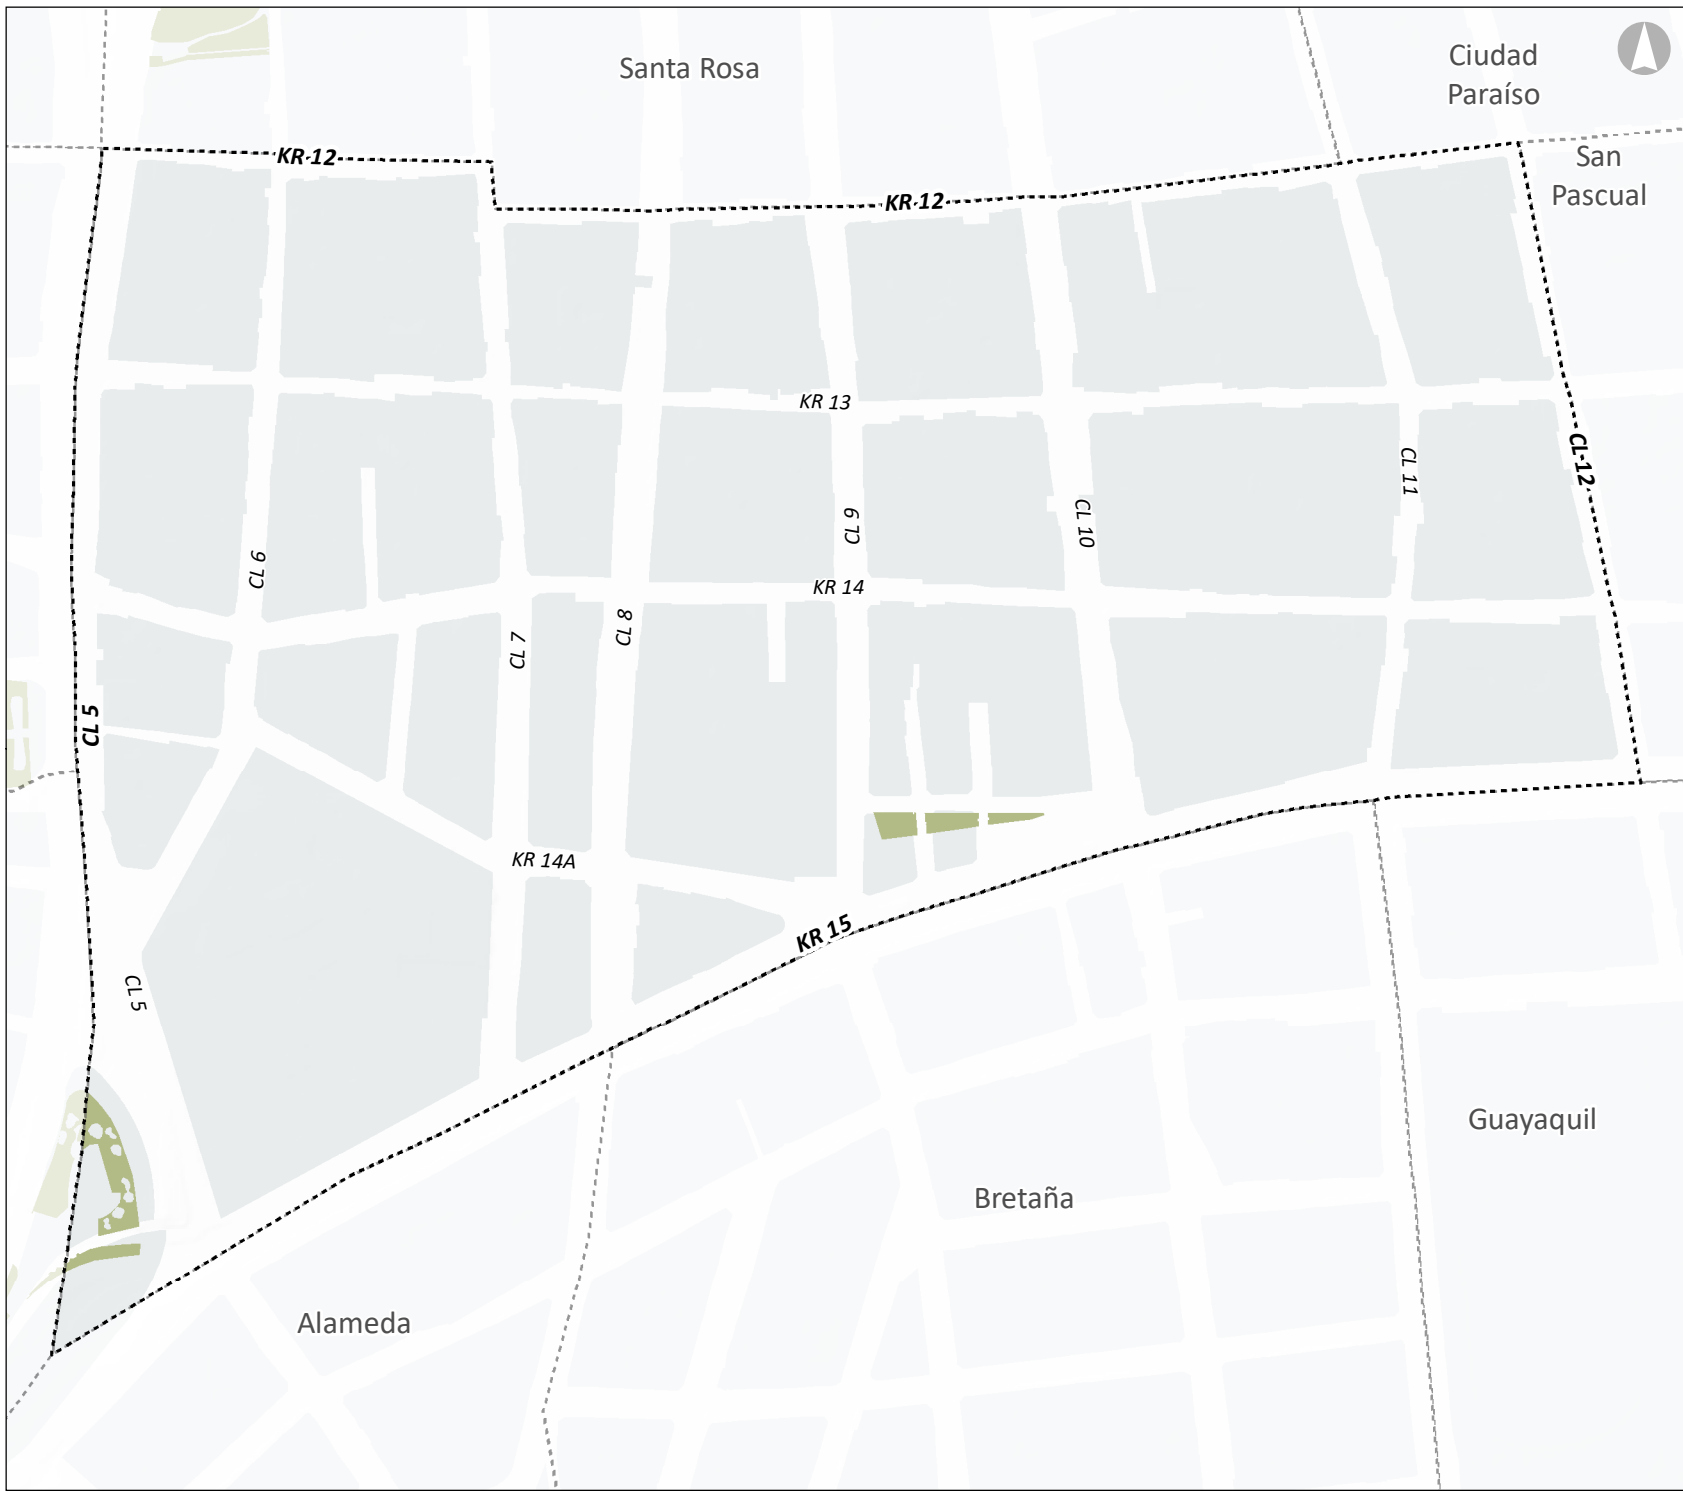 Santa Rosa
Ciudad
Paraíso
San
Pascual
KR 12
KR 12
KR 13
CL 12
CL 11
CL 10
CL 9
CL 6
KR 14
CL 8
CL 7
CL 5
KR 14A
KR 15
CL 5
Guayaquil
Bretaña
Alameda